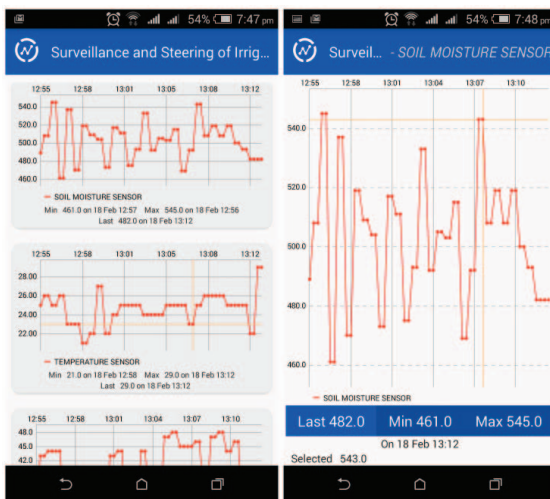 54% 7:47 pm
Surveillance and Steering of Irrig...
12:55 12:58 13:01 13:05 13:08 13:12
540.0
520.0
500.0
480.0
460.0
SOIL MOISTURE SENSOR
Min 461.0 on 18 Feb 12:57 Max 545.0 on 18 Feb 12:56
Last 482.0 on 18 Feb 13:12
12:55 12:58 13:01 13:04 13:08 13:12
28.00
26.00
24.00
22.00
TEMPERATURE SENSOR
Min 21.0 on 18 Feb 12:58 Max 29.0 on 18 Feb 13:12
Last 29.0 on 18 Feb 13:12
12:55 12:58 13:01 13:04 13:07 13:10
48.0
45.0
42.0
54% 7:48 pm
Surveil... - SOIL MOISTURE SENSOR
12:55 12:58 13:01 13:04 13:07 13:10
540.0
520.0
500.0
480.0
460.0
SOIL MOISTURE SENSOR
Last 482.0 Min 461.0 Max 545.0
On 18 Feb 13:12
Selected 543.0